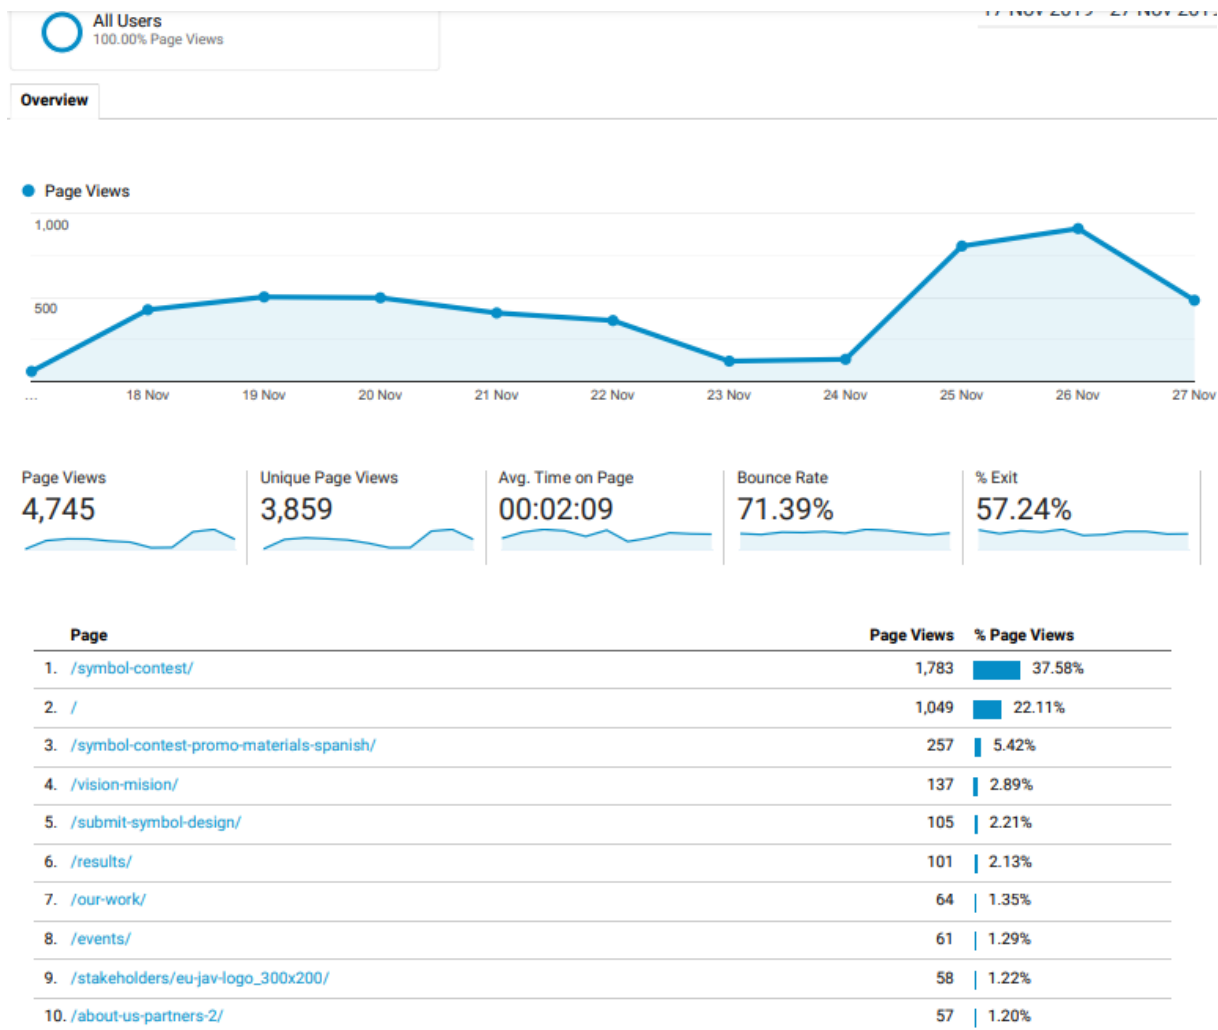 All Users
100.00% Page Views
17 Nov 2019 - 27 Nov 2019
Overview
Page Views
1,000
500
...
18 Nov
19 Nov
20 Nov
21 Nov
22 Nov
23 Nov
24 Nov
25 Nov
26 Nov
27 Nov
Page Views
4,745
Unique Page Views
3,859
Avg. Time on Page
00:02:09
Bounce Rate
71.39%
% Exit
57.24%
Page Page Views % Page Views
1. /symbol-contest/ 1,783 37.58%
2. / 1,049 22.11%
3. /symbol-contest-promo-materials-spanish/ 257 5.42%
4. /vision-mision/ 137 2.89%
5. /submit-symbol-design/ 105 2.21%
6. /results/ 101 2.13%
7. /our-work/ 64 1.35%
8. /events/ 61 1.29%
9. /stakeholders/eu-jav-logo_300x200/ 58 1.22%
10. /about-us-partners-2/ 57 1.20%